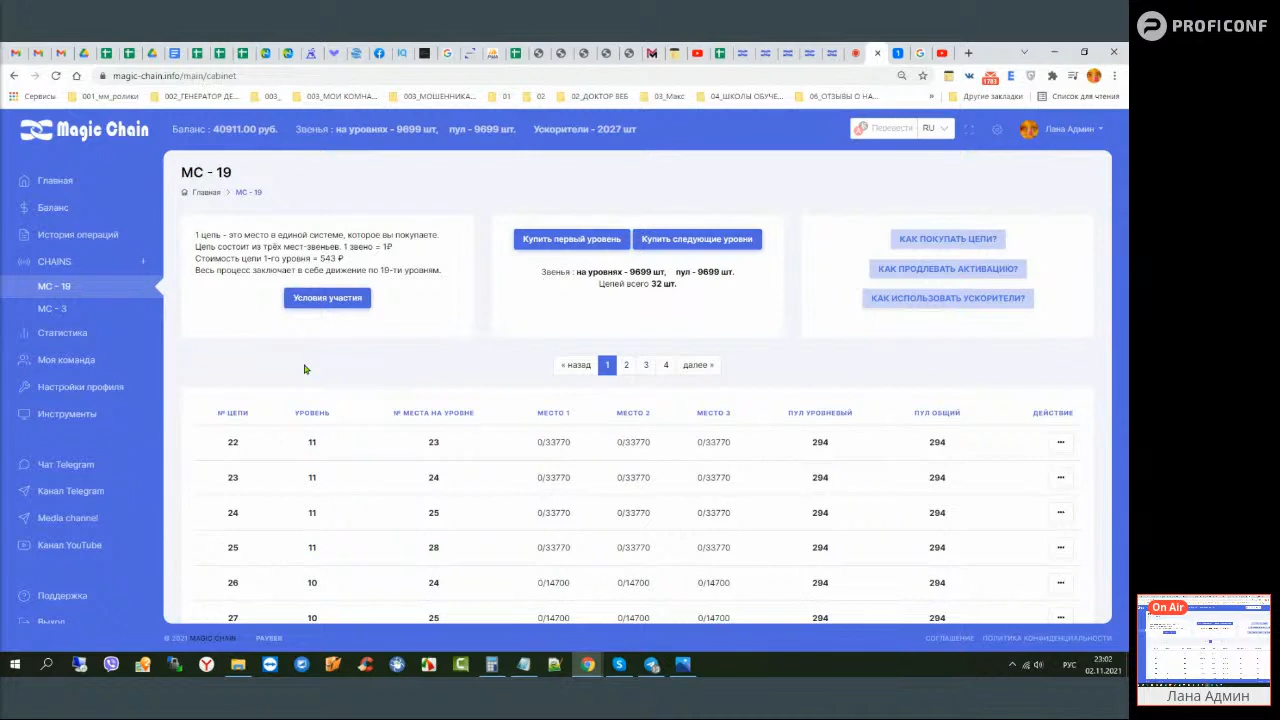 PROFICONF
magic-chain.info/main/cabinet
Сервисы
001_мм_ролики
002_ГЕНЕРАТОР ДЕ...
003_
003_МОИ КОМНА...
003_МОШЕННИКА...
01
02
02_ДОКТОР ВЕБ
03_Макс
04_ШКОЛЫ ОБУЧЕ...
06_ОТЗЫВЫ О НА...
»
Другие закладки
Список для чтения
Magic Chain
Баланс : 40911.00 руб.
Звенья : на уровнях - 9699 шт, пул - 9699 шт.
Ускорители - 2027 шт
Перевести
RU
Лана Админ
Главная
Баланс
История операций
CHAINS
+
MC - 19
MC - 3
Статистика
Моя команда
Настройки профиля
Инструменты
Чат Telegram
Канал Telegram
Media channel
Канал YouTube
Поддержка
Выход
MC - 19
Главная > MC - 19
1 цепь - это место в единой системе, которое вы покупаете.
Цепь состоит из трёх мест-звеньев. 1 звено = 1₽
Стоимость цепи 1-го уровня = 543 ₽
Весь процесс заключает в себе движение по 19-ти уровням.
Условия участия
Купить первый уровень
Купить следующие уровни
Звенья : на уровнях - 9699 шт, пул - 9699 шт.
Цепей всего 32 шт.
КАК ПОКУПАТЬ ЦЕПИ?
КАК ПРОДЛЕВАТЬ АКТИВАЦИЮ?
КАК ИСПОЛЬЗОВАТЬ УСКОРИТЕЛИ?
« назад 1 2 3 4 далее »
№ ЦЕПИ УРОВЕНЬ № МЕСТА НА УРОВНЕ МЕСТО 1 МЕСТО 2 МЕСТО 3 ПУЛ УРОВНЕВЫЙ ПУЛ ОБЩИЙ ДЕЙСТВИЕ
22 11 23 0/33770 0/33770 0/33770 294 294 •••
23 11 24 0/33770 0/33770 0/33770 294 294 •••
24 11 25 0/33770 0/33770 0/33770 294 294 •••
25 11 28 0/33770 0/33770 0/33770 294 294 •••
26 10 24 0/14700 0/14700 0/14700 294 294 •••
27 10 25 0/14700 0/14700 0/14700 294 294 •••
© 2021 MAGIC CHAIN
PAYEER
СОГЛАШЕНИЕ
ПОЛИТИКА КОНФИДЕНЦИАЛЬНОСТИ
РУС
23:02
02.11.2021
On Air
Лана Админ